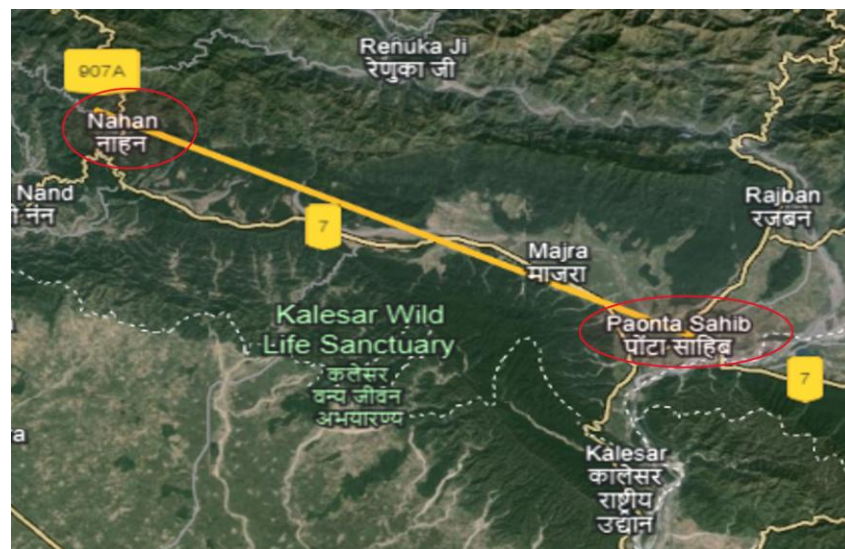 907A
Renuka Ji
रेणुका जी
Nahan
नाहन
Nand
नंन
Rajban
रजबन
7
Majra
माजरा
Kalesar Wild
Life Sanctuary
कालेसर
वन्य जीवन
अभयारण्य
Paonta Sahib
पोंटा साहिब
7
a
Kalesar
कालेसर
राष्ट्रीय
उद्यान